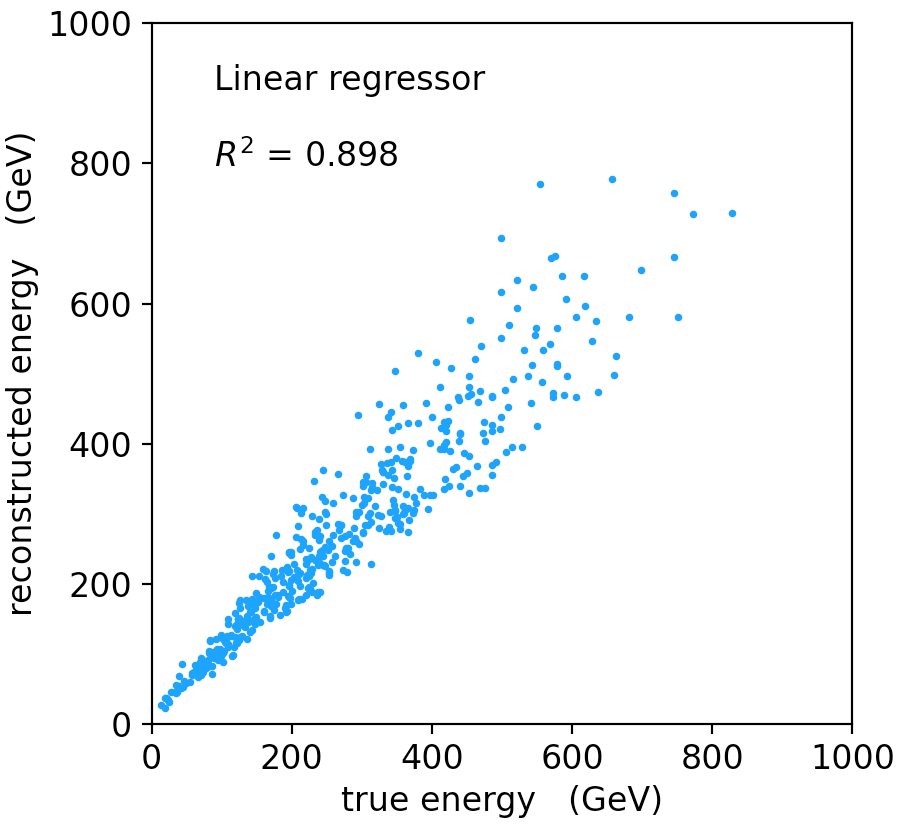 Linear regressor
R² = 0.898
reconstructed energy (GeV)
1000
800
600
400
200
0
0 200 400 600 800 1000
true energy (GeV)